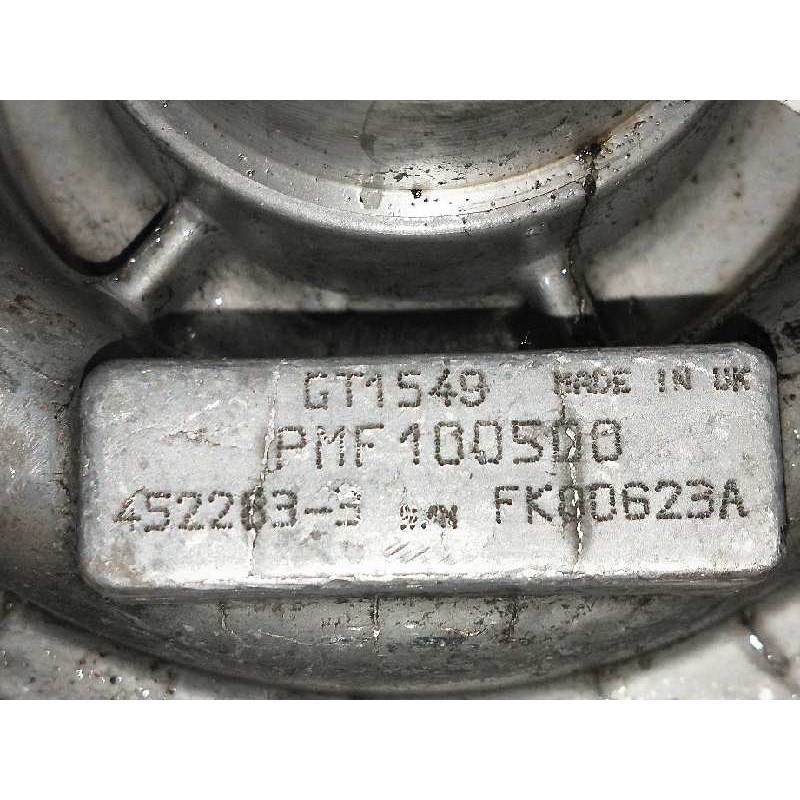 GT1549 MADE IN UK
PMF100500
452283-3 FK00623A